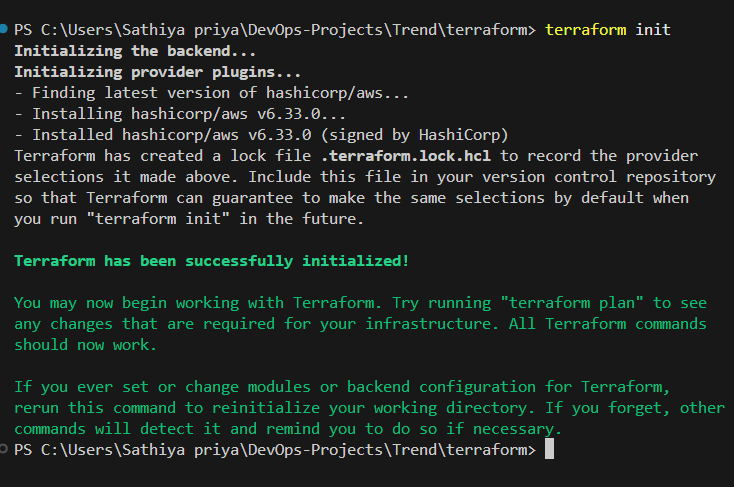 PS C:\Users\Sathiya priya\DevOps-Projects\Trend\terraform> terraform init
Initializing the backend...
Initializing provider plugins...
- Finding latest version of hashicorp/aws...
- Installing hashicorp/aws v6.33.0...
- Installed hashicorp/aws v6.33.0 (signed by HashiCorp)
Terraform has created a lock file .terraform.lock.hcl to record the provider
selections it made above. Include this file in your version control repository
so that Terraform can guarantee to make the same selections by default when
you run "terraform init" in the future.
Terraform has been successfully initialized!
You may now begin working with Terraform. Try running "terraform plan" to see
any changes that are required for your infrastructure. All Terraform commands
should now work.
If you ever set or change modules or backend configuration for Terraform,
rerun this command to reinitialize your working directory. If you forget, other
commands will detect it and remind you to do so if necessary.
PS C:\Users\Sathiya priya\DevOps-Projects\Trend\terraform>